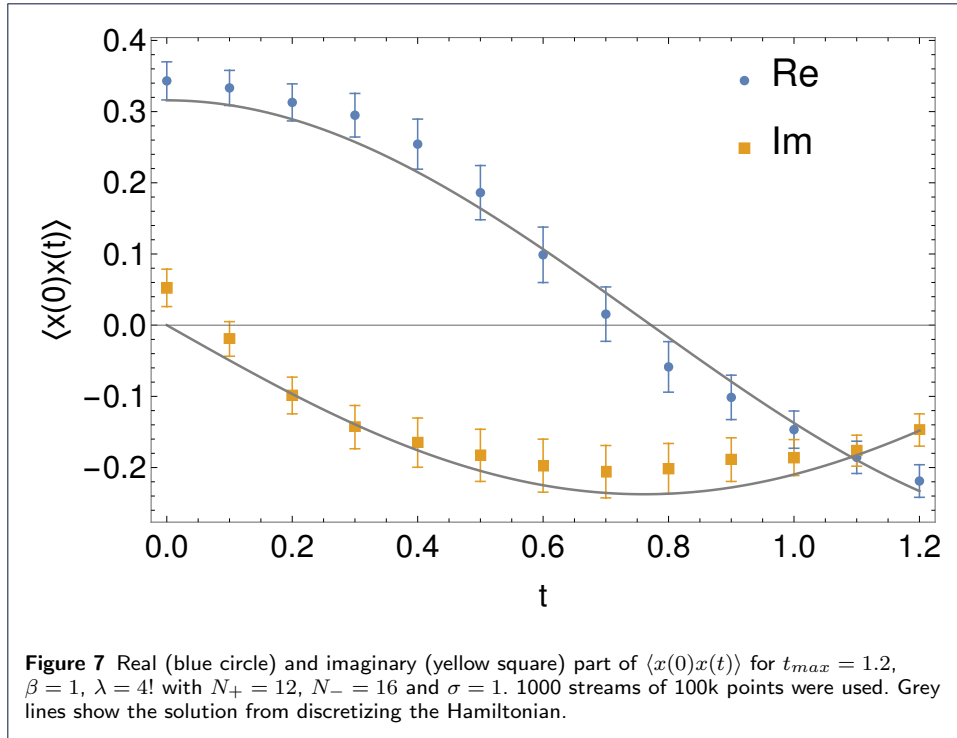 0.4
0.3
0.2
0.1
0.0
−0.1
−0.2
⟨x(0)x(t)⟩
Re
Im
0.0 0.2 0.4 0.6 0.8 1.0 1.2
t
Figure 7 Real (blue circle) and imaginary (yellow square) part of ⟨x(0)x(t)⟩ for t_max = 1.2,
β = 1, λ = 4! with N₊ = 12, N₋ = 16 and σ = 1. 1000 streams of 100k points were used. Grey
lines show the solution from discretizing the Hamiltonian.